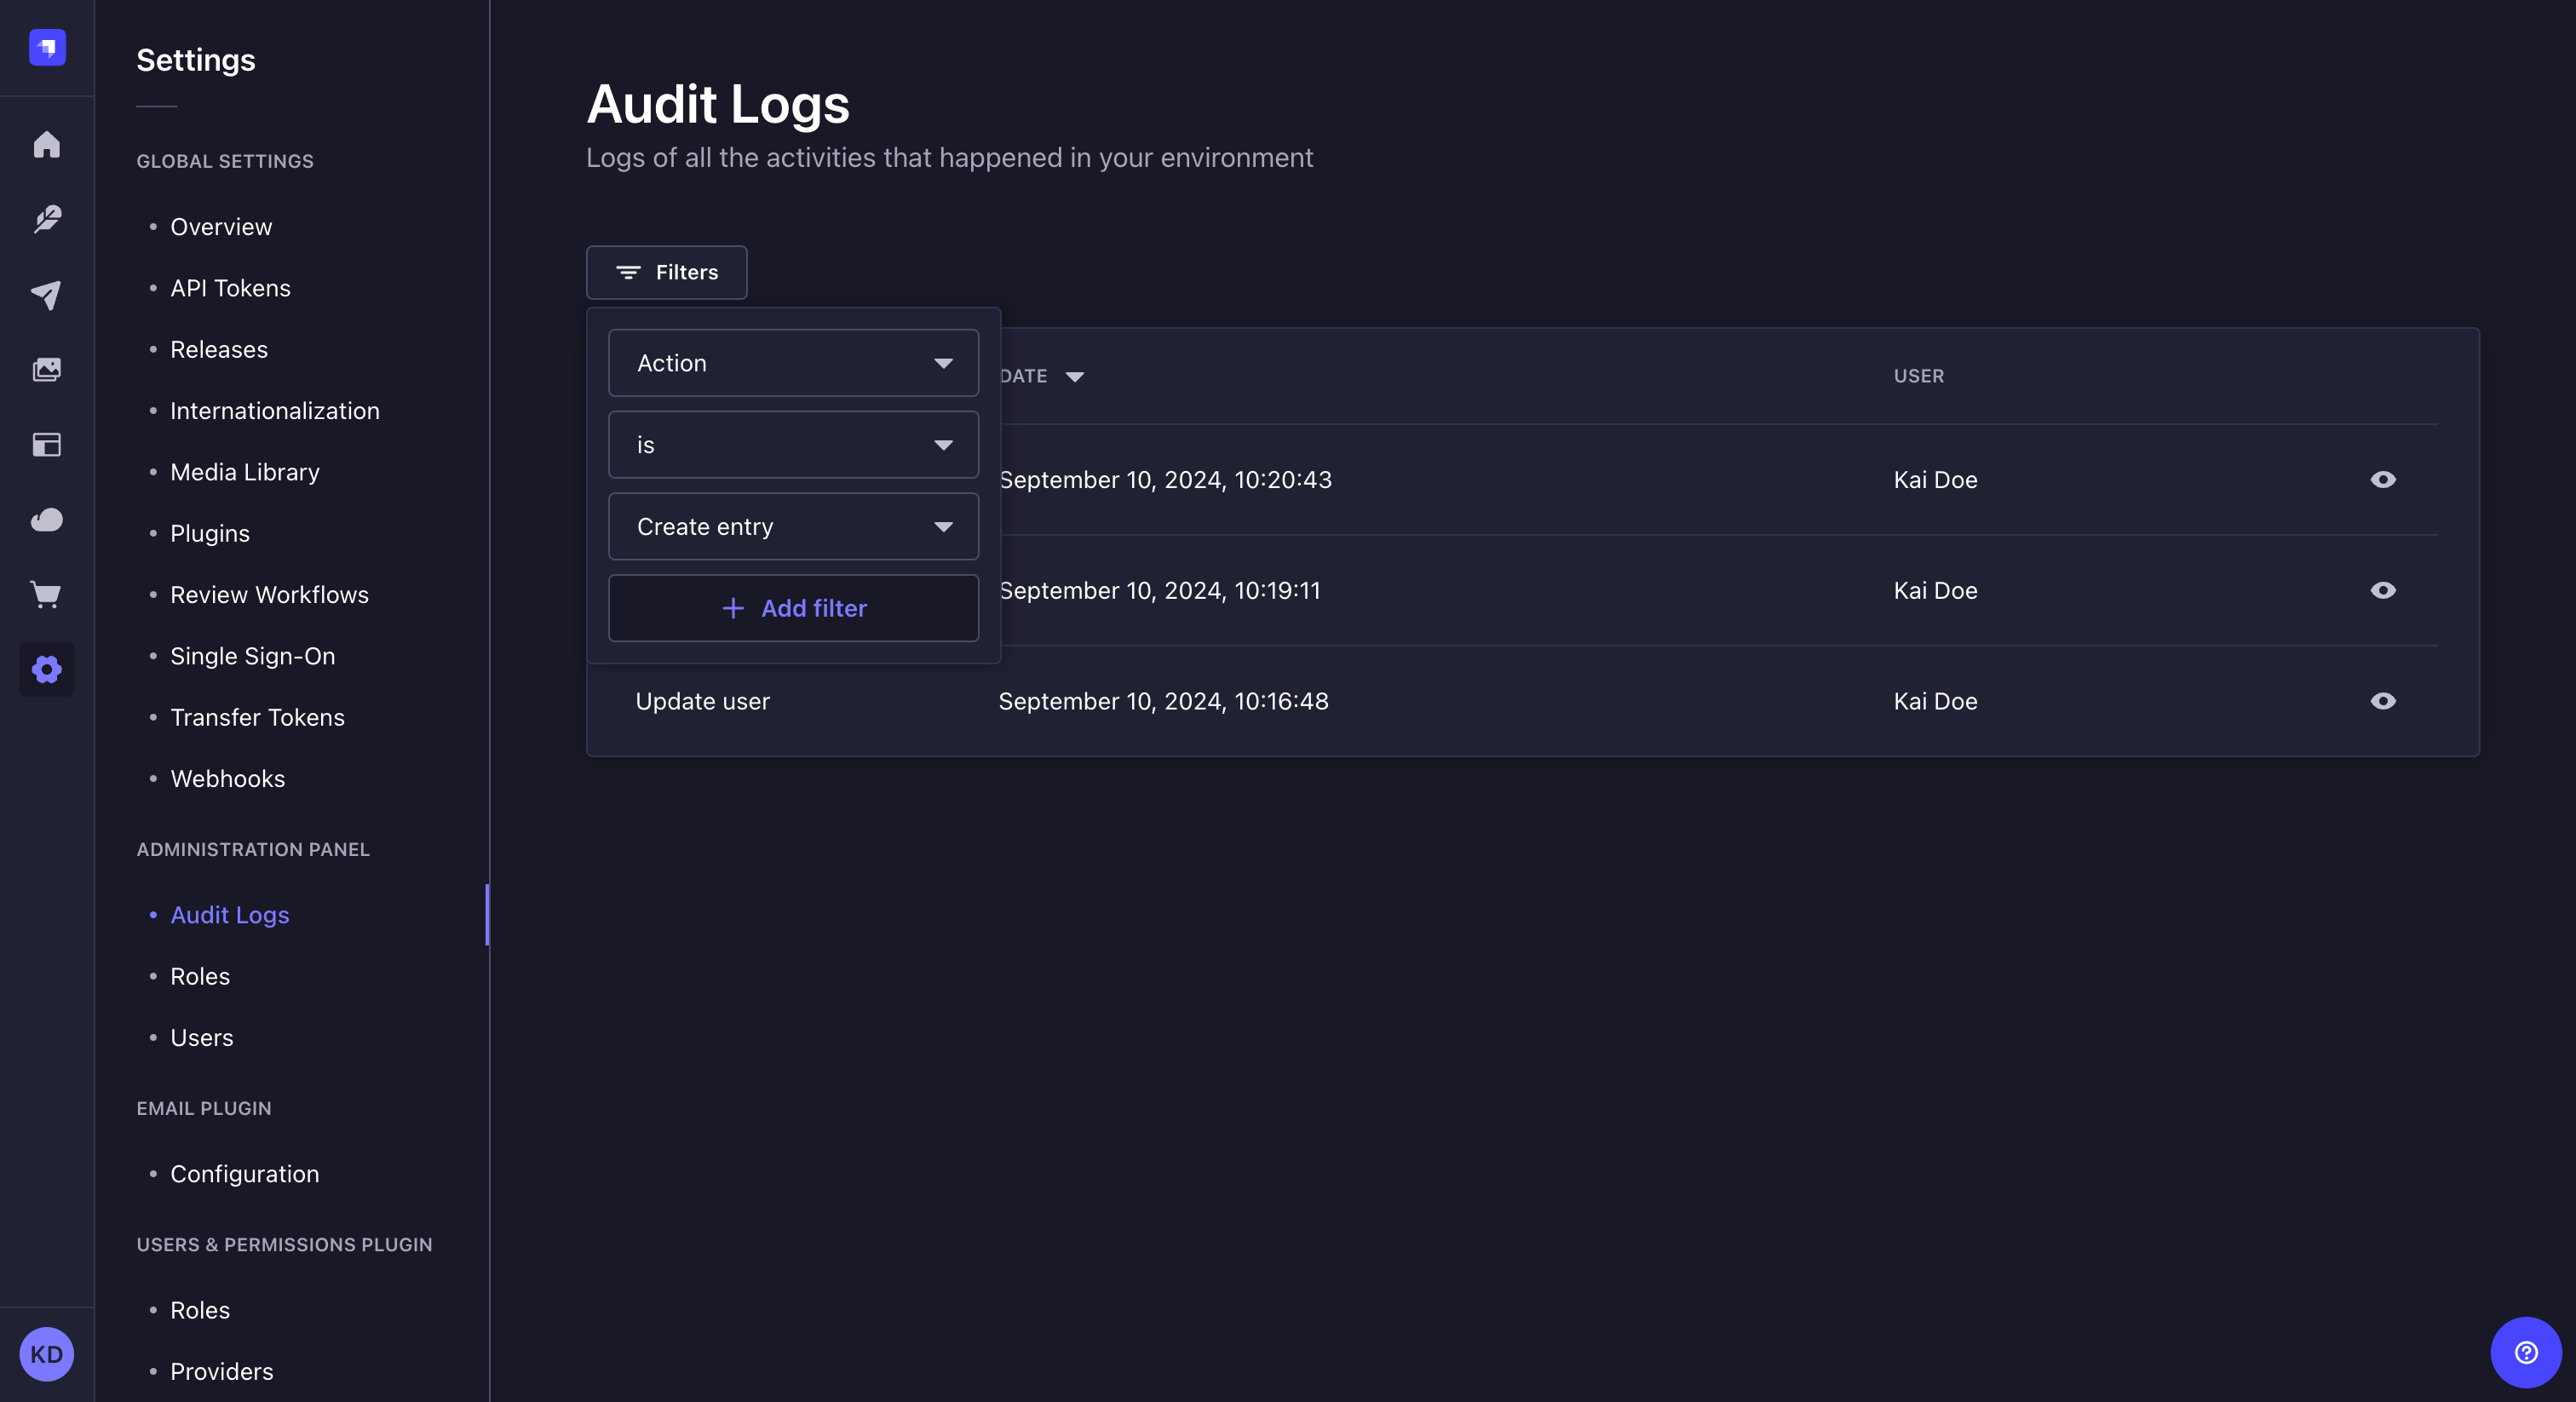 Settings
GLOBAL SETTINGS
Overview
API Tokens
Releases
Internationalization
Media Library
Plugins
Review Workflows
Single Sign-On
Transfer Tokens
Webhooks
ADMINISTRATION PANEL
Audit Logs
Roles
Users
EMAIL PLUGIN
Configuration
USERS & PERMISSIONS PLUGIN
Roles
Providers
KD
Audit Logs
Logs of all the activities that happened in your environment
Filters
Action
is
Create entry
Add filter
DATE USER
September 10, 2024, 10:20:43 Kai Doe
September 10, 2024, 10:19:11 Kai Doe
Update user September 10, 2024, 10:16:48 Kai Doe